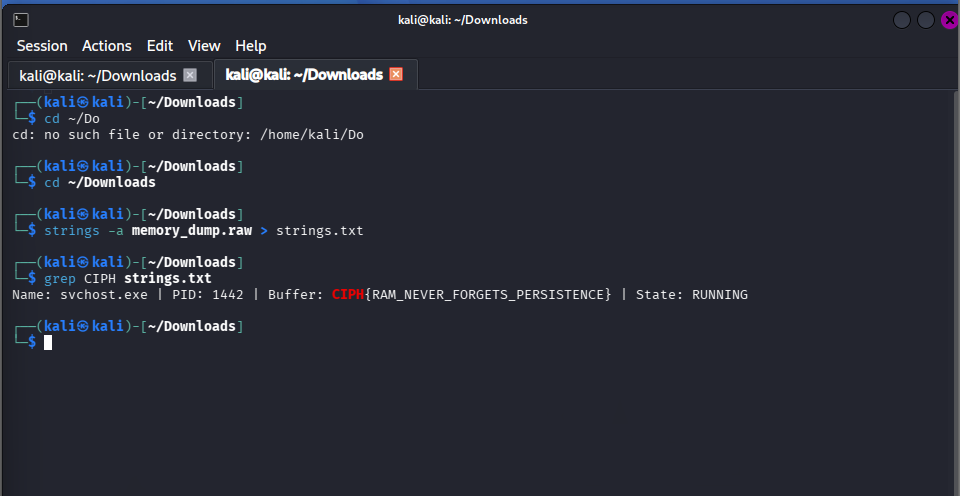 kali@kali: ~/Downloads
Session Actions Edit View Help
kali@kali: ~/Downloads kali@kali: ~/Downloads
┌──(kali㉿kali)-[~/Downloads]
└─$ cd ~/Do
cd: no such file or directory: /home/kali/Do
┌──(kali㉿kali)-[~/Downloads]
└─$ cd ~/Downloads
┌──(kali㉿kali)-[~/Downloads]
└─$ strings -a memory_dump.raw > strings.txt
┌──(kali㉿kali)-[~/Downloads]
└─$ grep CIPH strings.txt
Name: svchost.exe | PID: 1442 | Buffer: CIPH{RAM_NEVER_FORGETS_PERSISTENCE} | State: RUNNING
┌──(kali㉿kali)-[~/Downloads]
└─$